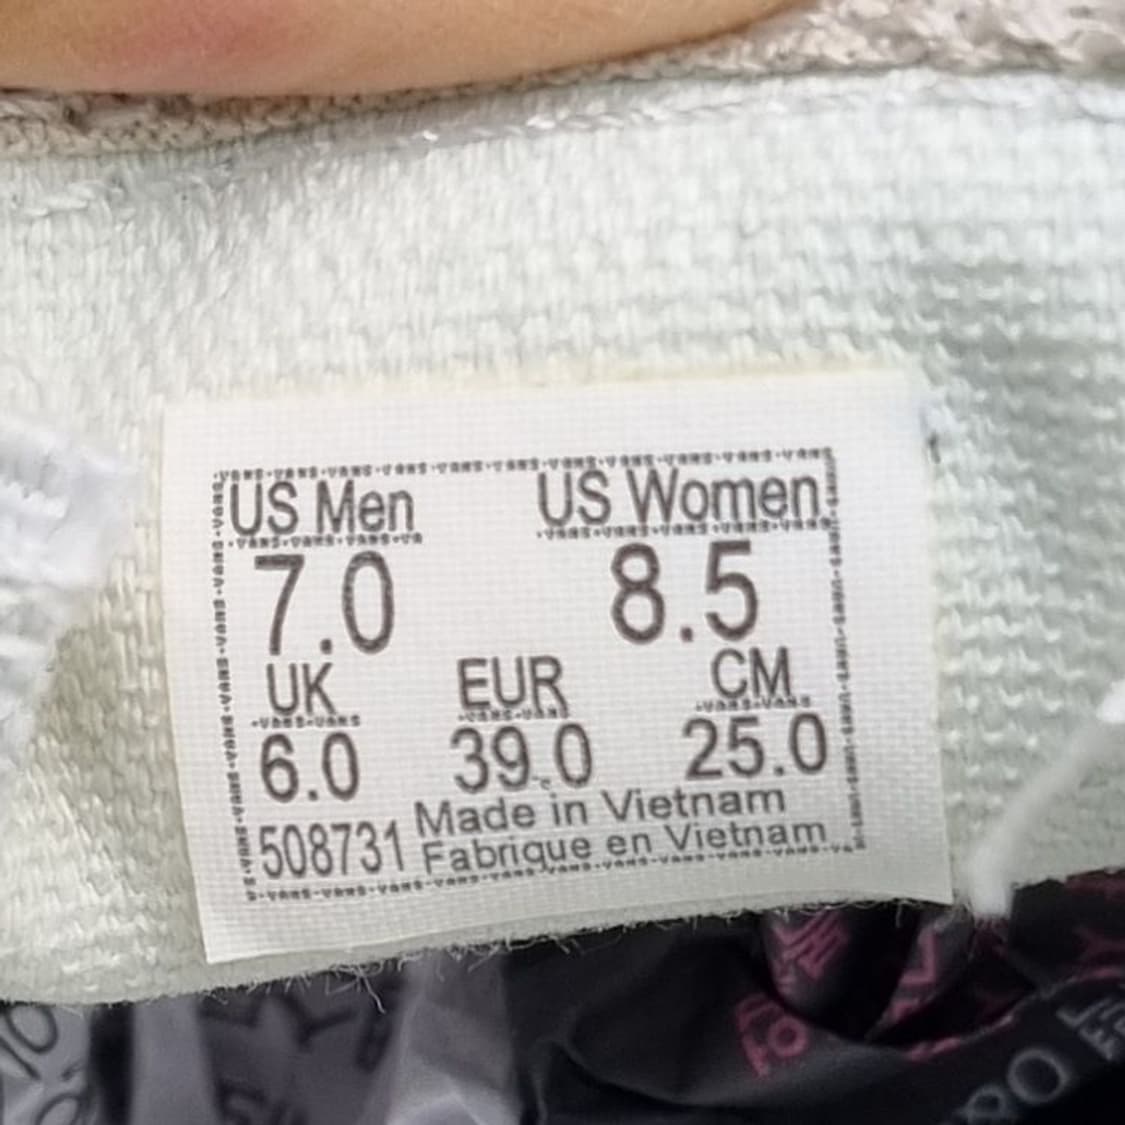 US Men US Women
7.0 8.5
UK EUR CM
6.0 39.0 25.0
508731 Made in Vietnam
Fabrique en Vietnam